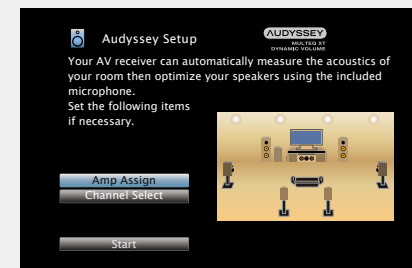 Audyssey Setup
AUDYSSEY
MULTEQ XT
DYNAMIC VOLUME
Your AV receiver can automatically measure the acoustics of
your room then optimize your speakers using the included
microphone.
Set the following items
if necessary.
Amp Assign
Channel Select
Start